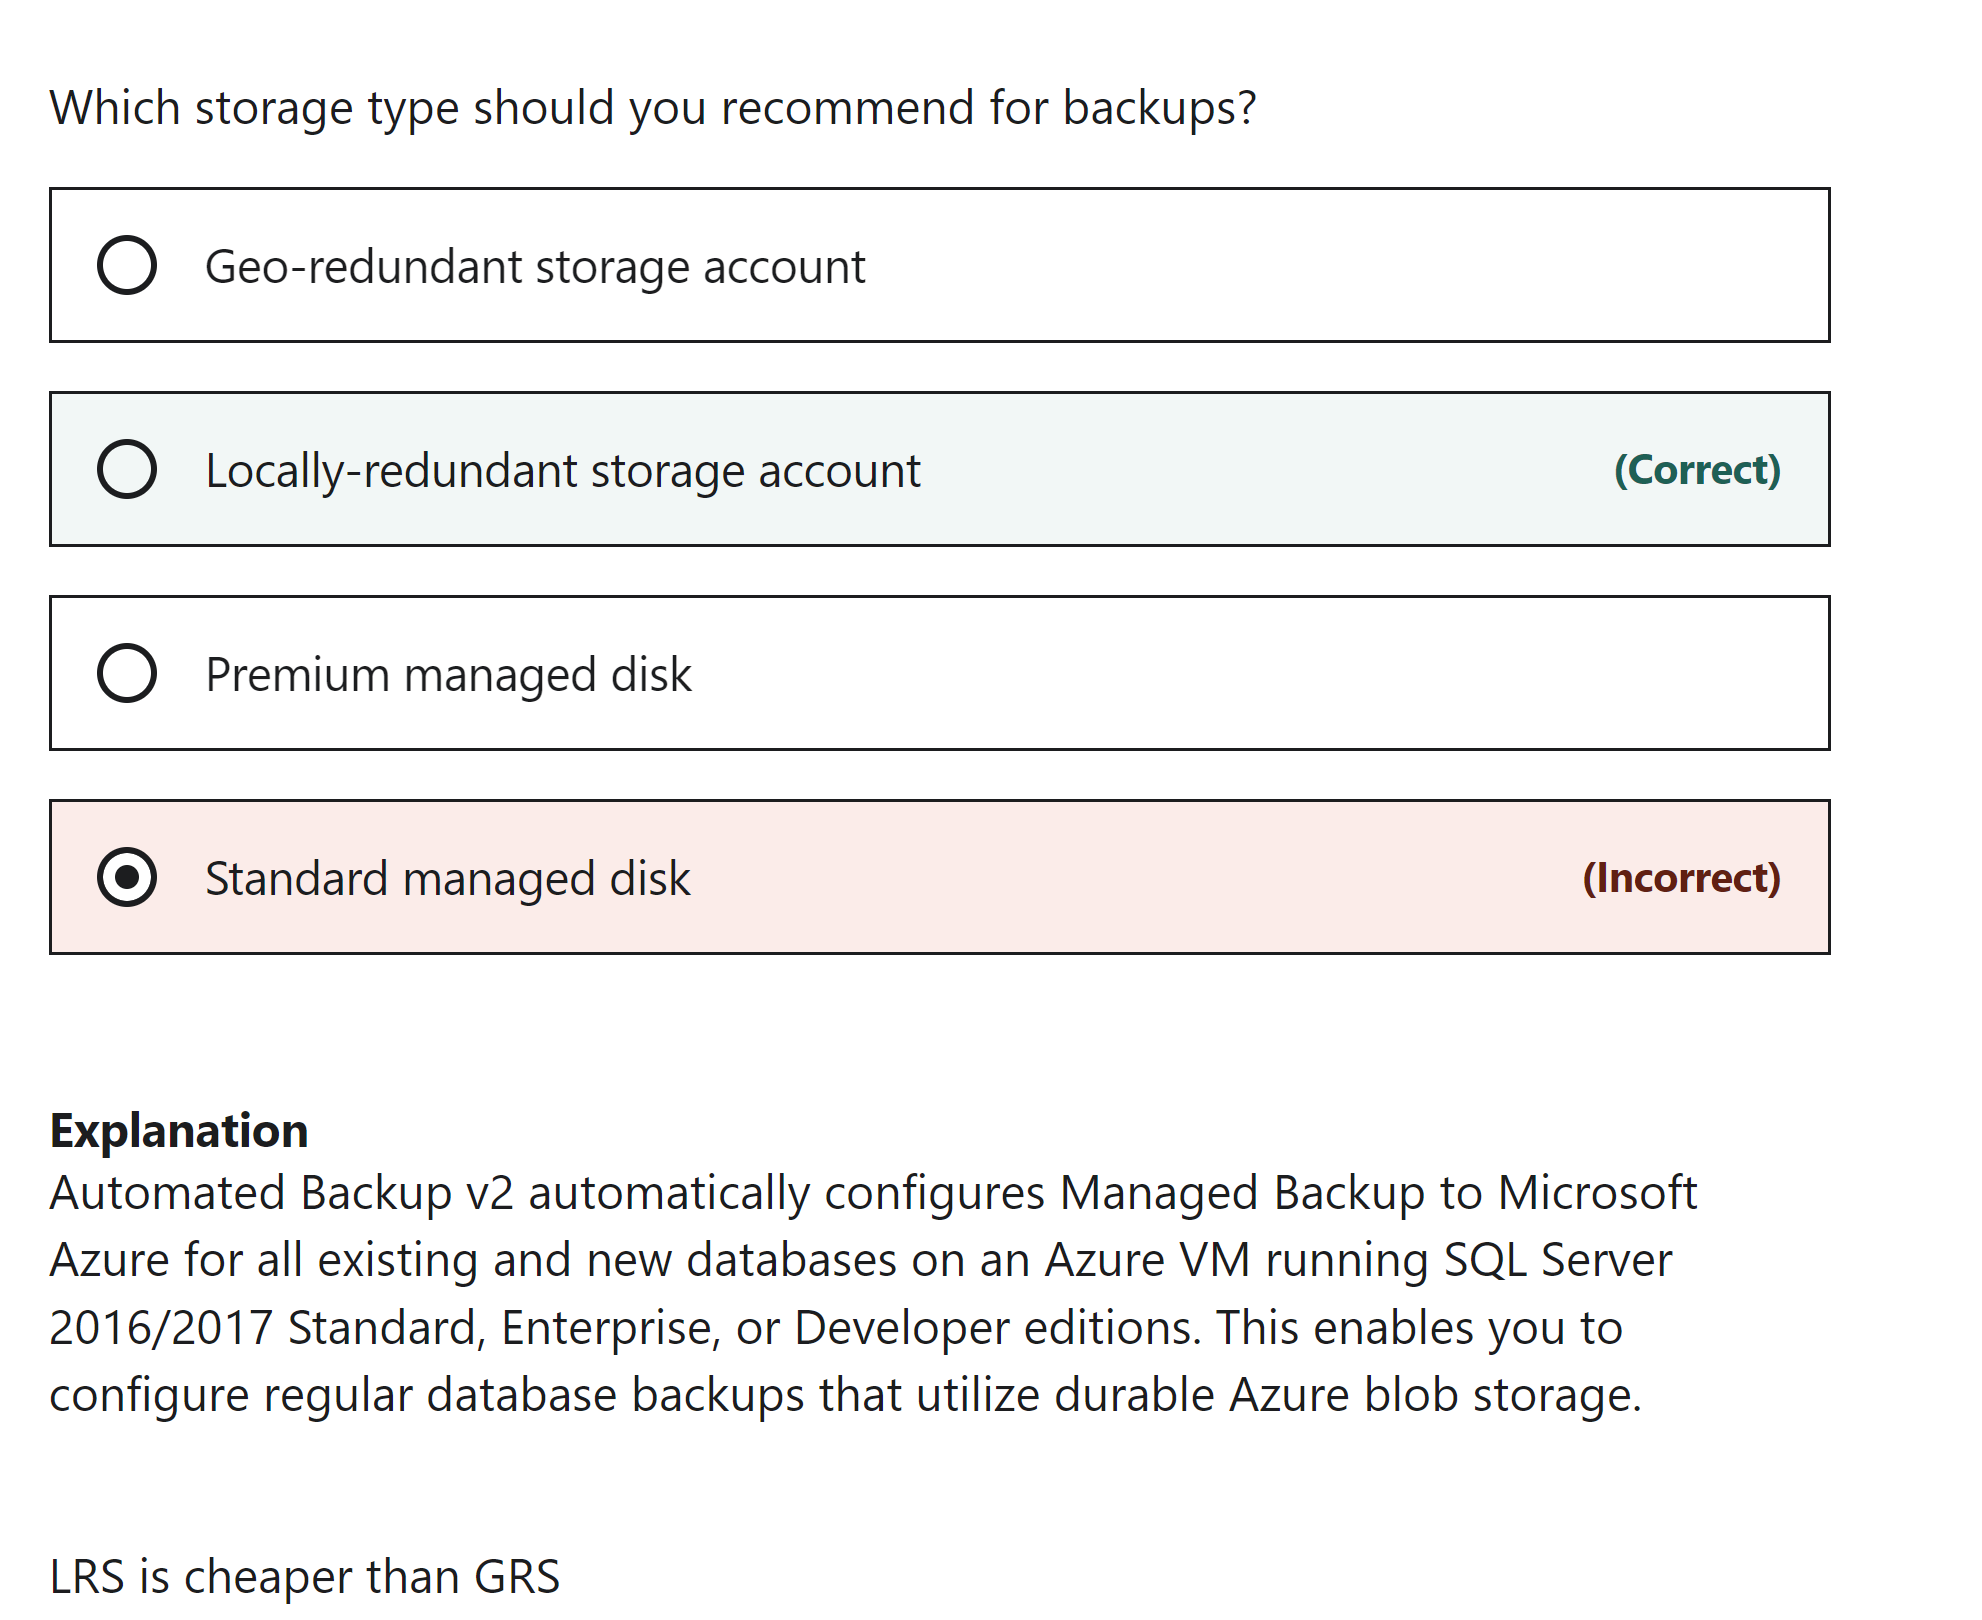 Which storage type should you recommend for backups?
Geo-redundant storage account
Locally-redundant storage account (Correct)
Premium managed disk
Standard managed disk (Incorrect)
Explanation
Automated Backup v2 automatically configures Managed Backup to Microsoft
Azure for all existing and new databases on an Azure VM running SQL Server
2016/2017 Standard, Enterprise, or Developer editions. This enables you to
configure regular database backups that utilize durable Azure blob storage.
LRS is cheaper than GRS